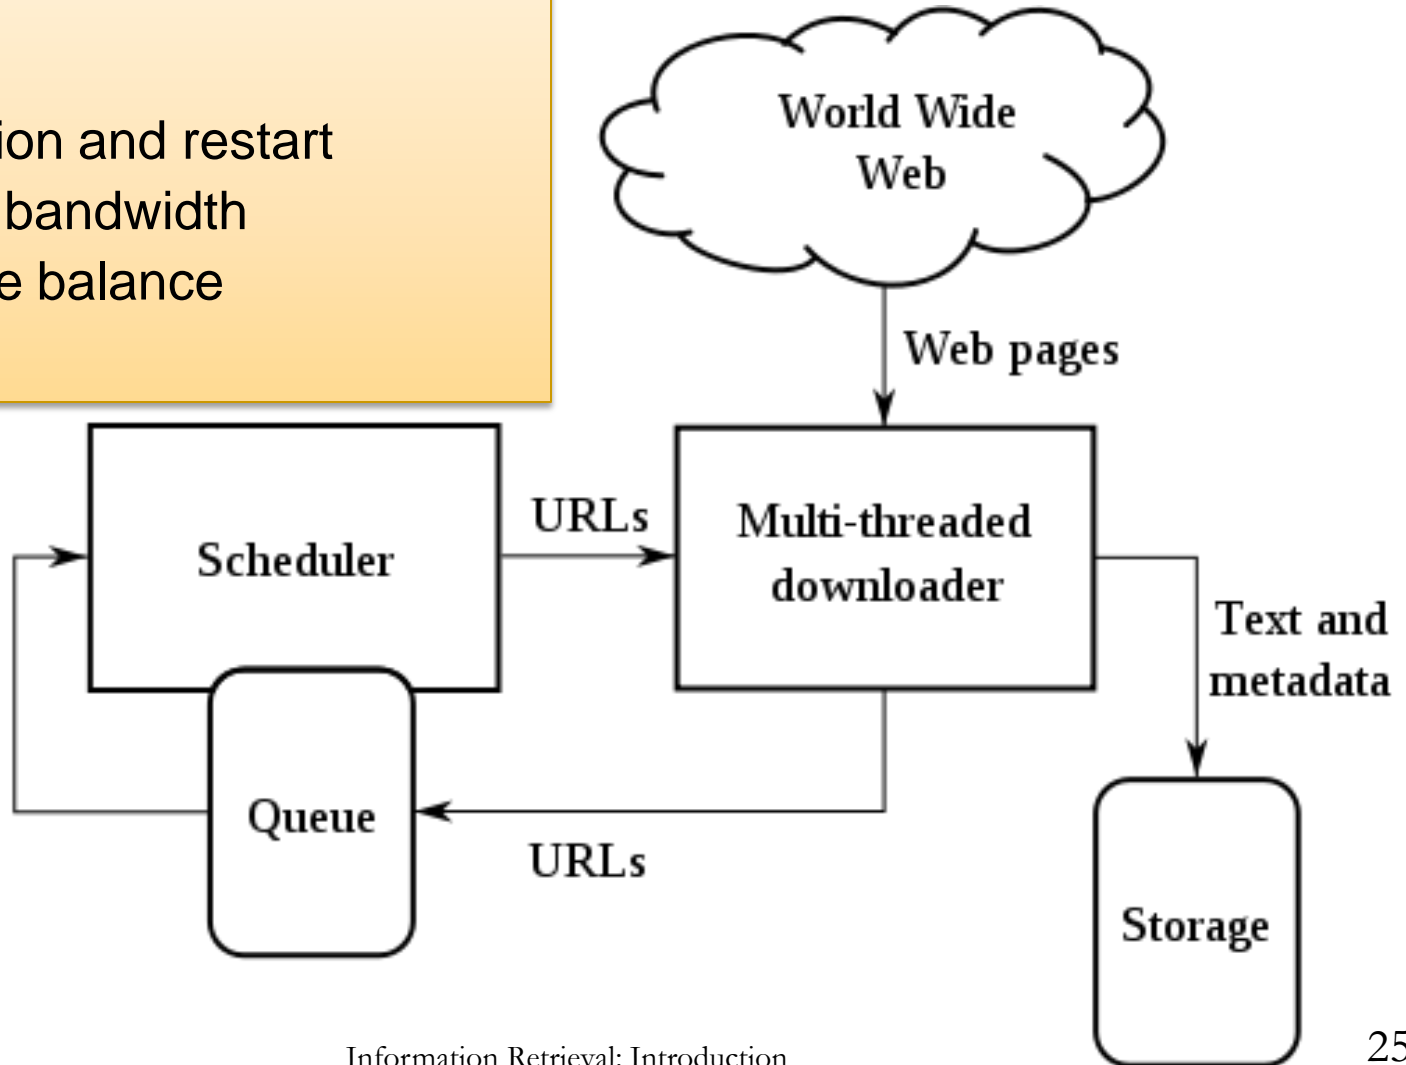 ion and restart
bandwidth
e balance
World Wide
Web
Web pages
Scheduler
URLs
Multi-threaded
downloader
Text and
metadata
Queue
URLs
Storage
Information Retrieval: Introduction
25